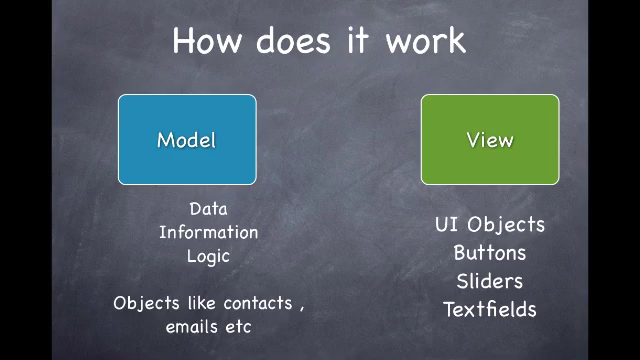 How does it work
Model
Data
Information
Logic
Objects like contacts ,
emails etc
View
UI Objects
Buttons
Sliders
Textfields